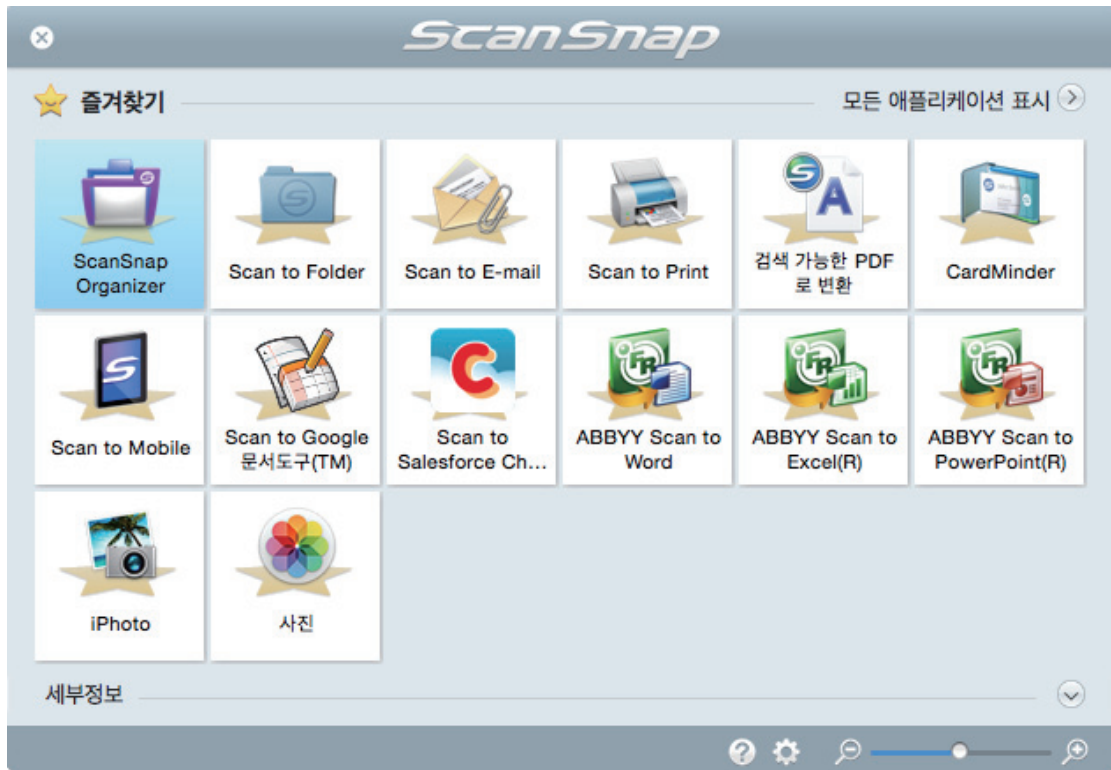 ScanSnap
즐겨찾기
모든 애플리케이션 표시
ScanSnap
Organizer
Scan to Folder
Scan to E-mail
Scan to Print
검색 가능한 PDF
로 변환
CardMinder
Scan to Mobile
Scan to Google
문서도구(TM)
Scan to
Salesforce Ch...
ABBYY Scan to
Word
ABBYY Scan to
Excel(R)
ABBYY Scan to
PowerPoint(R)
iPhoto
사진
세부정보